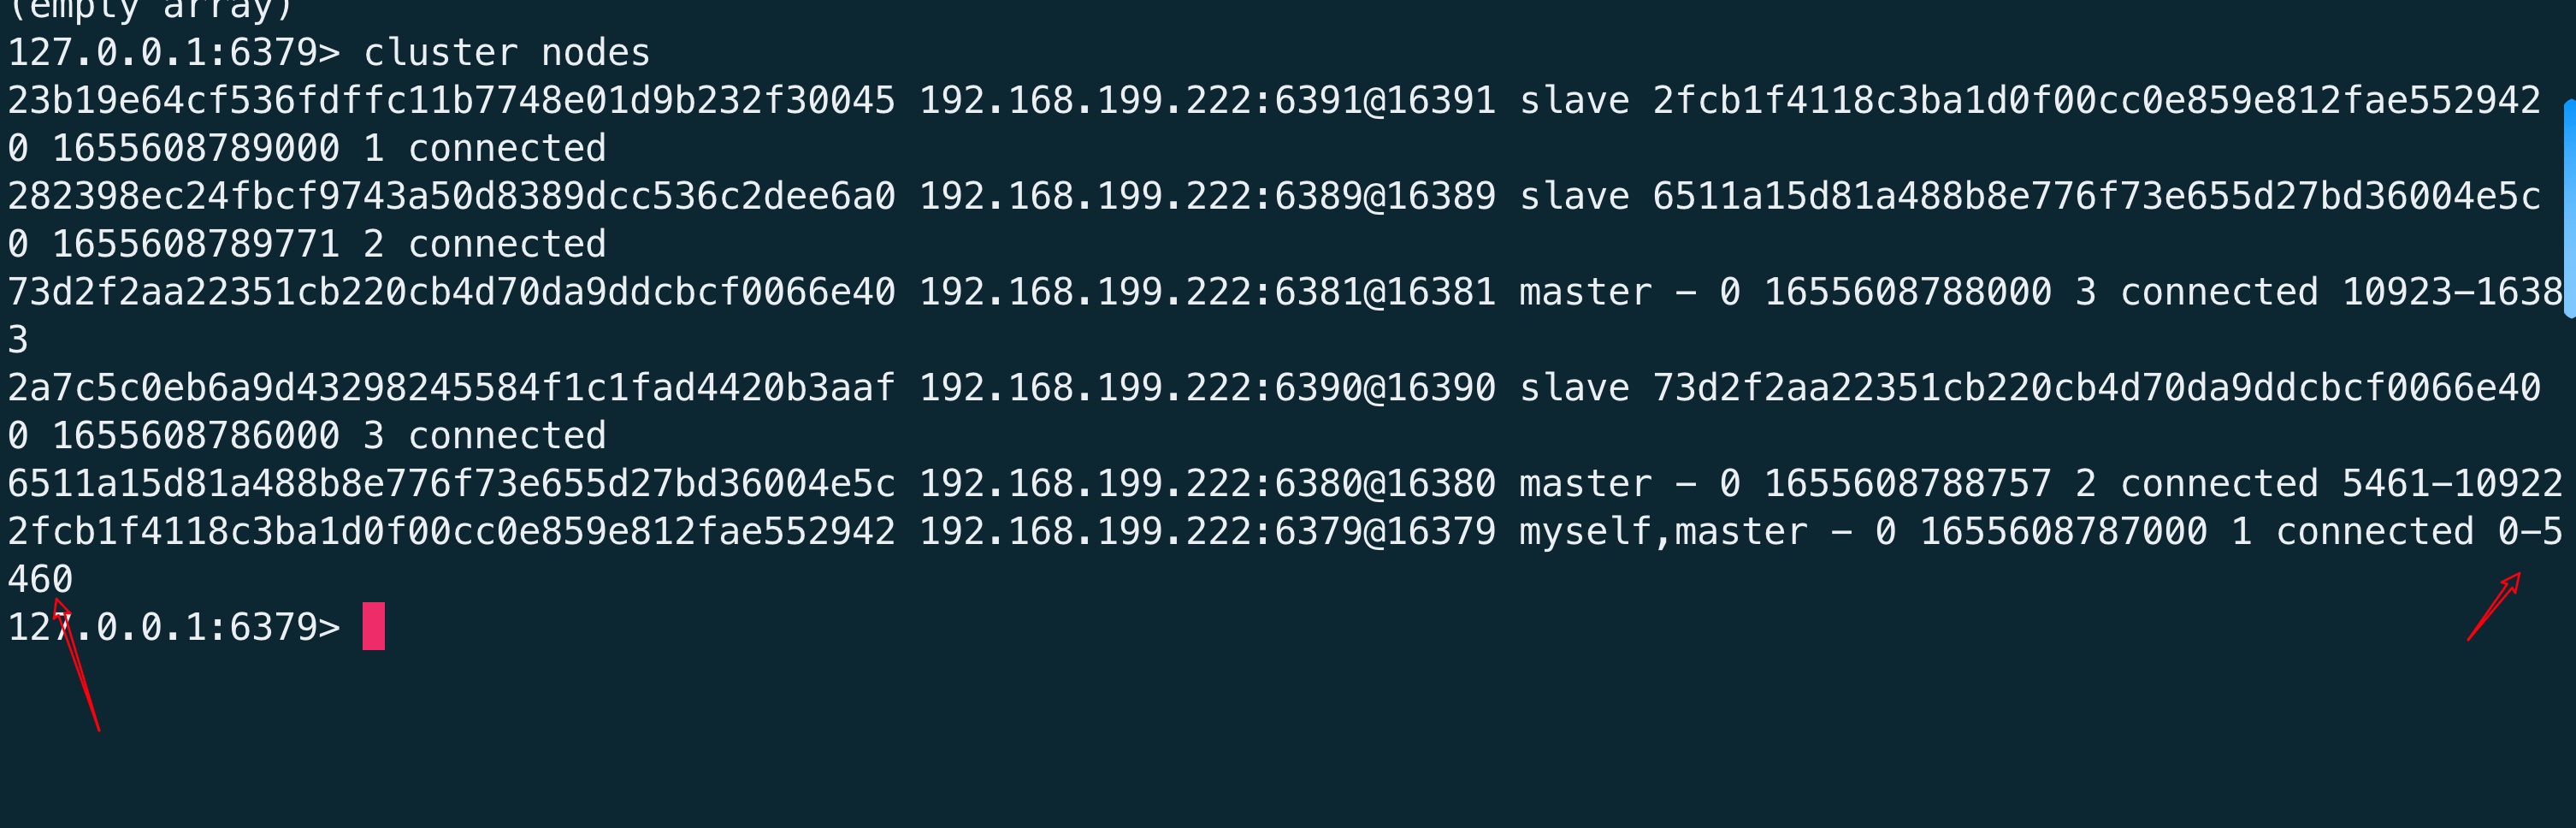 (empty array)
127.0.0.1:6379> cluster nodes
23b19e64cf536fdffc11b7748e01d9b232f30045 192.168.199.222:6391@16391 slave 2fcb1f4118c3ba1d0f00cc0e859e812fae552942
0 1655608789000 1 connected
282398ec24fbcf9743a50d8389dcc536c2dee6a0 192.168.199.222:6389@16389 slave 6511a15d81a488b8e776f73e655d27bd36004e5c
0 1655608789771 2 connected
73d2f2aa22351cb220cb4d70da9ddcbcf0066e40 192.168.199.222:6381@16381 master - 0 1655608788000 3 connected 10923-1638
3
2a7c5c0eb6a9d43298245584f1c1fad4420b3aaf 192.168.199.222:6390@16390 slave 73d2f2aa22351cb220cb4d70da9ddcbcf0066e40
0 1655608786000 3 connected
6511a15d81a488b8e776f73e655d27bd36004e5c 192.168.199.222:6380@16380 master - 0 1655608788757 2 connected 5461-10922
2fcb1f4118c3ba1d0f00cc0e859e812fae552942 192.168.199.222:6379@16379 myself,master - 0 1655608787000 1 connected 0-5
460
127.0.0.1:6379>